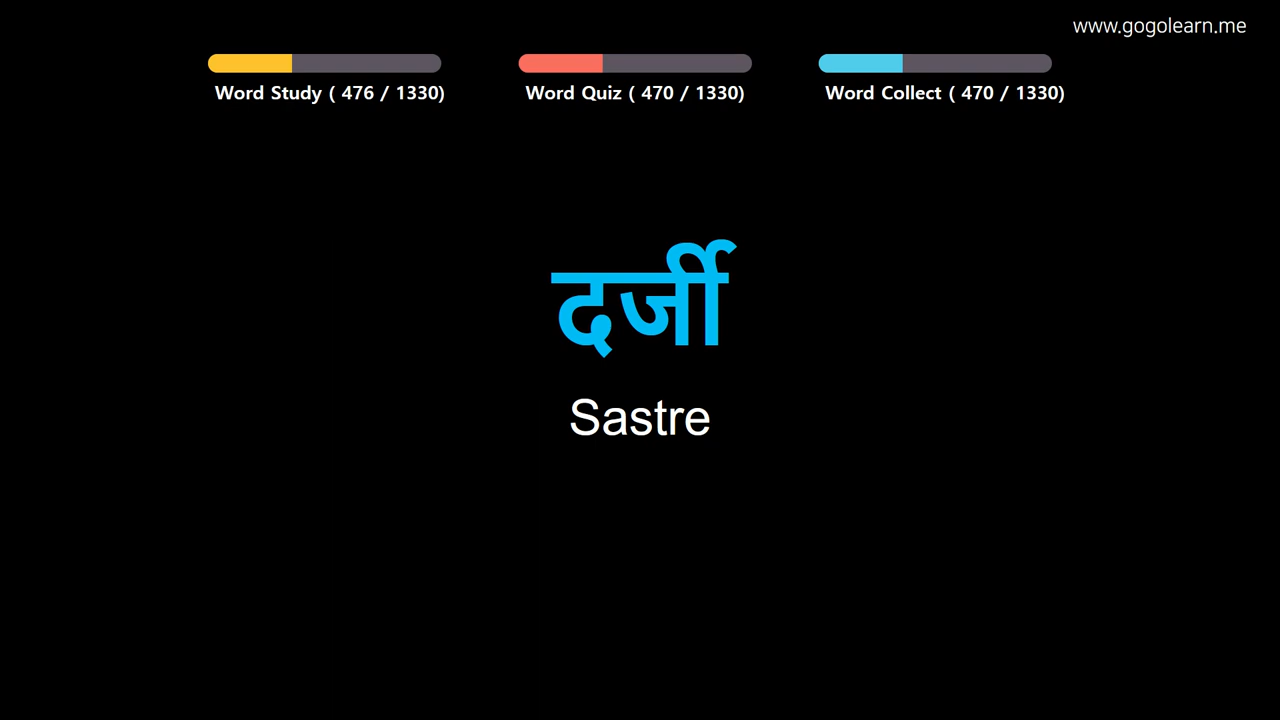 www.gogolearn.me
Word Study ( 476 / 1330)
Word Quiz ( 470 / 1330)
Word Collect ( 470 / 1330)
दर्जी
Sastre